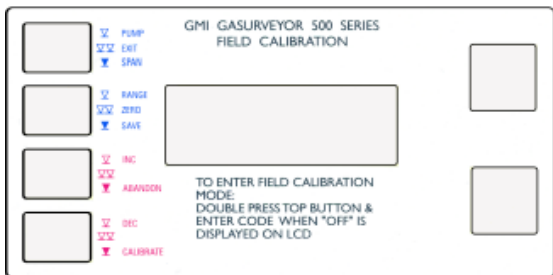 GMI GASURVEYOR 500 SERIES
FIELD CALIBRATION
PUMP
EXIT
SPAN
RANGE
ZERO
SAVE
INC
ABANDON
DEC
CALIBRATE
TO ENTER FIELD CALIBRATION
MODE:
DOUBLE PRESS TOP BUTTON &
ENTER CODE WHEN "OFF" IS
DISPLAYED ON LCD